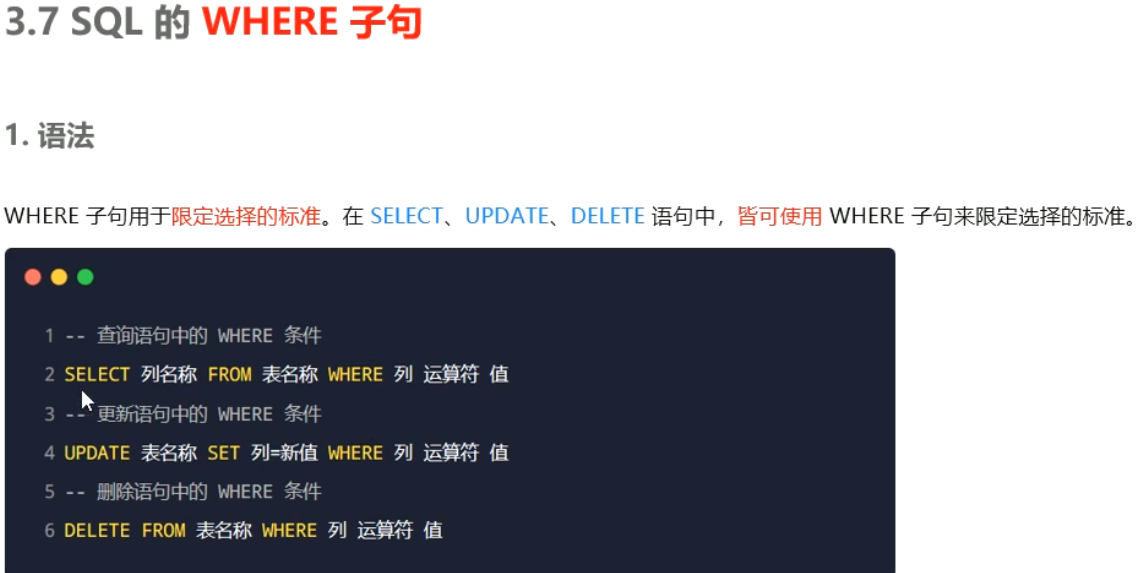 3.7 SQL 的 WHERE 子句
1. 语法
WHERE 子句用于限定选择的标准。在 SELECT、UPDATE、DELETE 语句中，皆可使用 WHERE 子句来限定选择的标准。
1 -- 查询语句中的 WHERE 条件
2 SELECT 列名称 FROM 表名称 WHERE 列 运算符 值
3 -- 更新语句中的 WHERE 条件
4 UPDATE 表名称 SET 列=新值 WHERE 列 运算符 值
5 -- 删除语句中的 WHERE 条件
6 DELETE FROM 表名称 WHERE 列 运算符 值